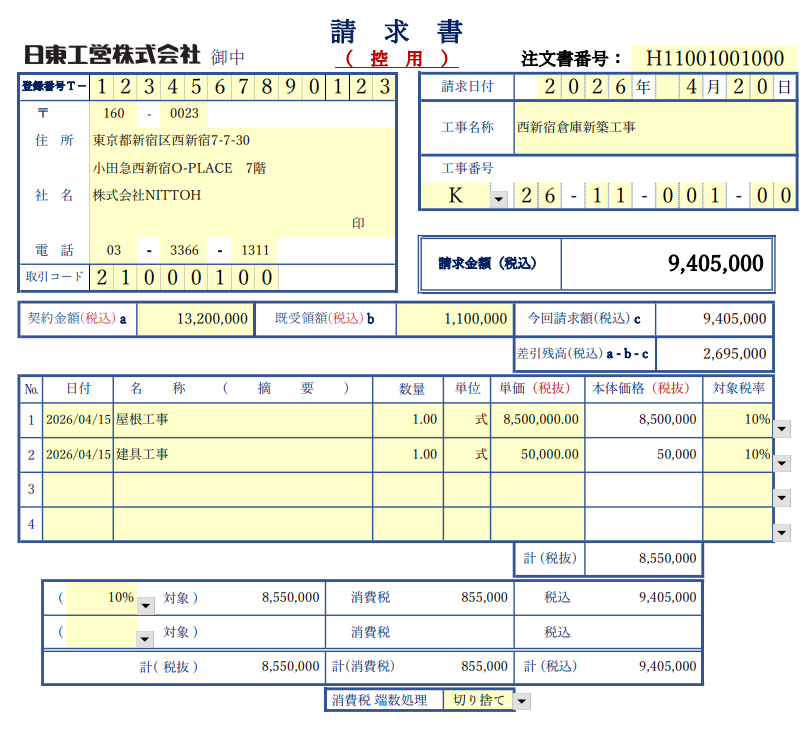 請 求 書
( 控 用 )
日東工営株式会社 御中
注文書番号： H11001001000
登録番号T－ 1 2 3 4 5 6 7 8 9 0 1 2 3
〒 160 - 0023
住 所 東京都新宿区西新宿7-7-30
小田急西新宿O-PLACE 7階
社 名 株式会社NITTOH
印
電 話 03 - 3366 - 1311
取引コード 2 1 0 0 0 1 0 0
請求日付 2 0 2 6 年 4 月 2 0 日
工事名称 西新宿倉庫新築工事
工事番号
K 2 6 - 1 1 - 0 0 1 - 0 0
請求金額（税込） 9,405,000
契約金額(税込) a 13,200,000 既受領額(税込) b 1,100,000 今回請求額(税込) c 9,405,000
差引残高(税込) a - b - c 2,695,000
№ 日付 名 称 ( 摘 要 ) 数量 単位 単価（税抜） 本体価格（税抜） 対象税率
1 2026/04/15 屋根工事 1.00 式 8,500,000.00 8,500,000 10%
2 2026/04/15 建具工事 1.00 式 50,000.00 50,000 10%
3
4
計 (税抜) 8,550,000
( 10% 対象 ) 8,550,000 消費税 855,000 税込 9,405,000
( 対象 ) 消費税 税込
計( 税抜 ) 8,550,000 計(消費税) 855,000 計 (税込) 9,405,000
消費税 端数処理 切り捨て